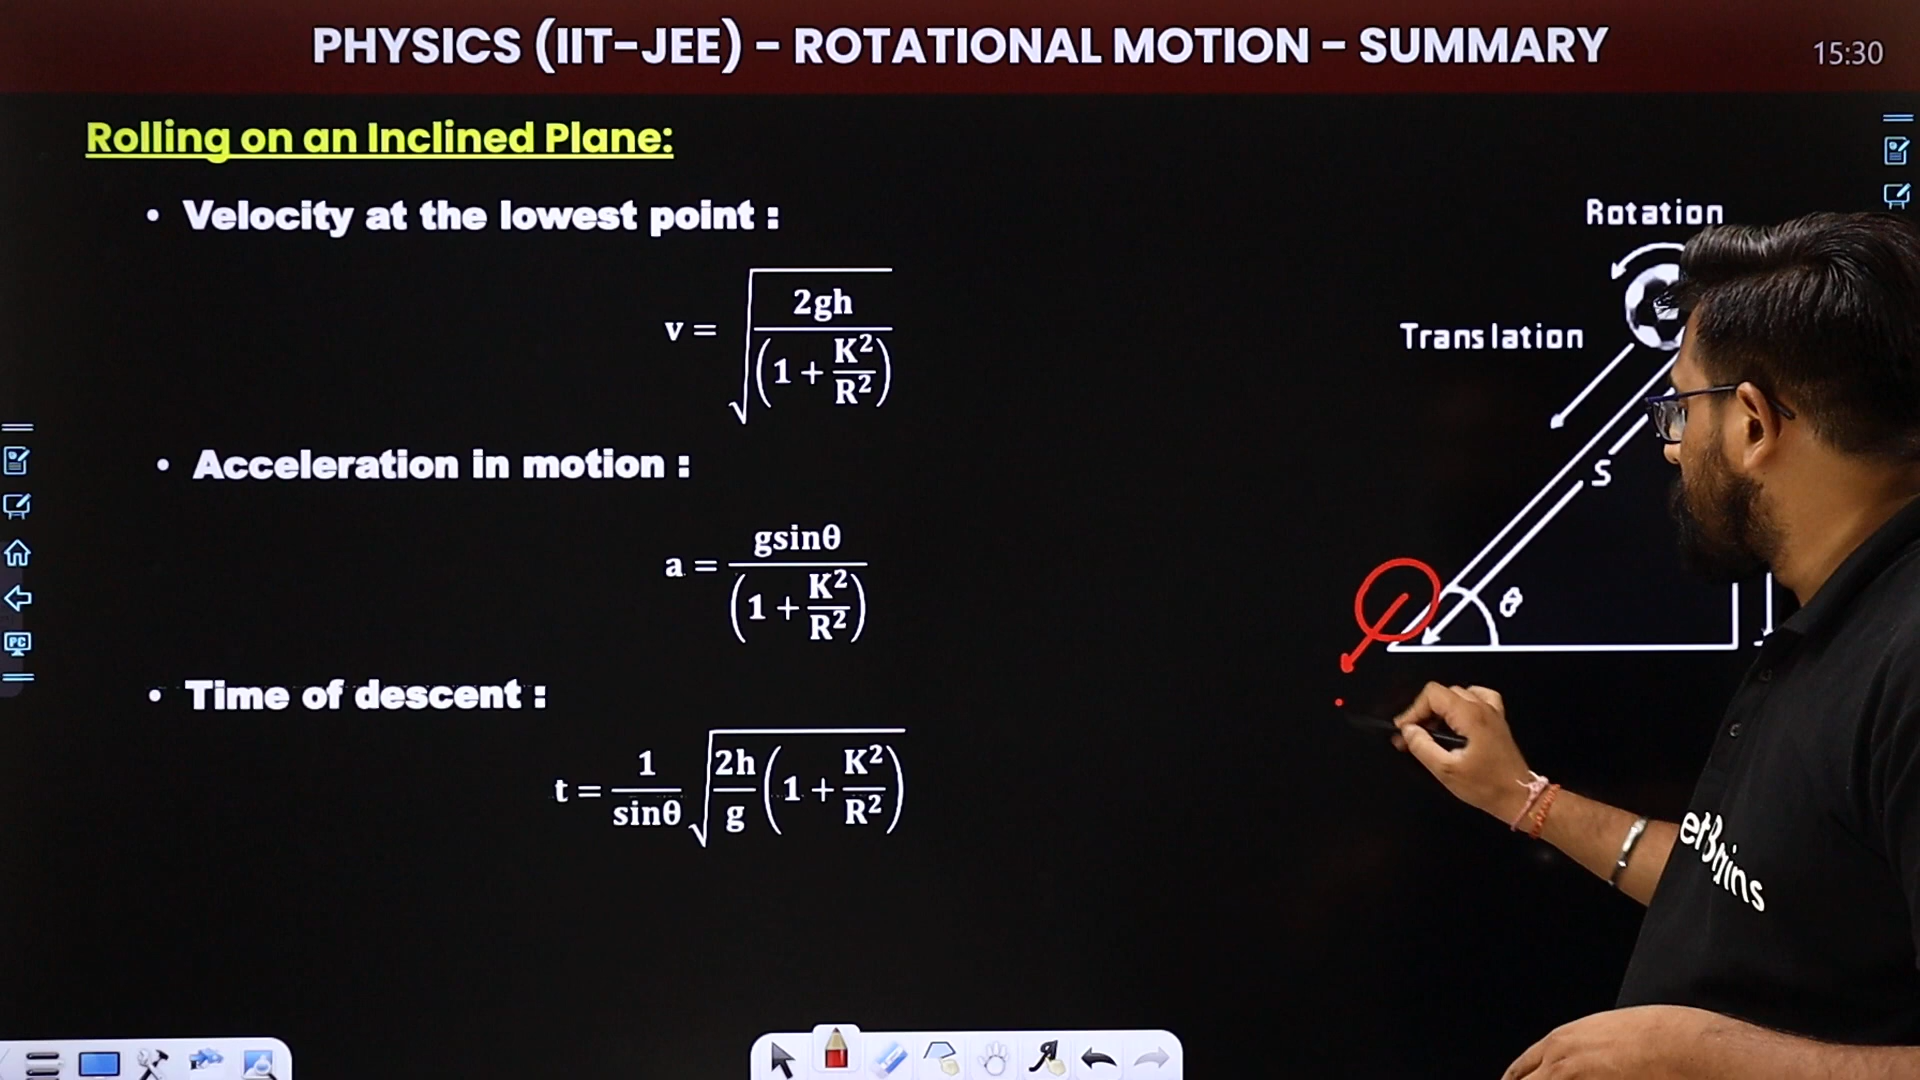 PHYSICS (IIT-JEE) - ROTATIONAL MOTION - SUMMARY
15:30
Rolling on an Inclined Plane:
• Velocity at the lowest point :
v = √(2gh / (1 + K²/R²))
• Acceleration in motion :
a = gsinθ / (1 + K²/R²)
• Time of descent :
t = 1/sinθ √(2h/g (1 + K²/R²))
Rotation
Translation
S
θ
PC
etBrains